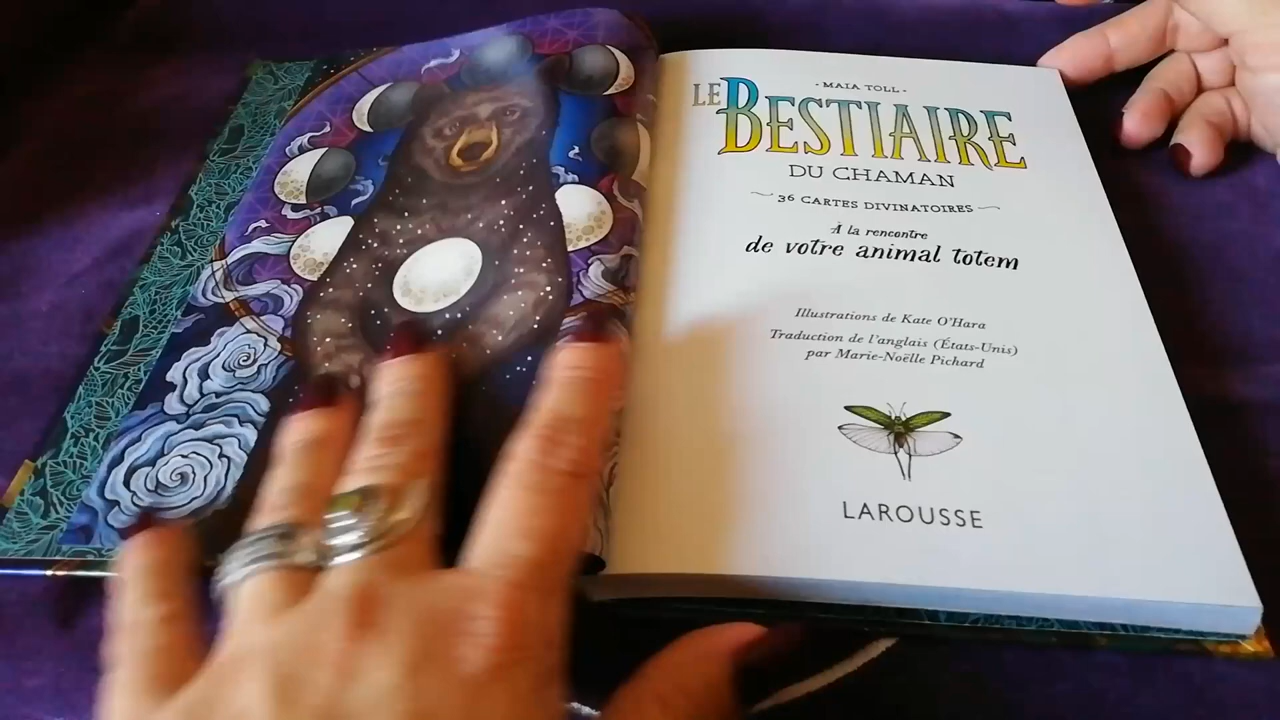 · MAIA TOLL ·
LE BESTIAIRE
DU CHAMAN
36 CARTES DIVINATOIRES
À la rencontre
de votre animal totem
Illustrations de Kate O'Hara
Traduction de l'anglais (États-Unis)
par Marie-Noëlle Pichard
LAROUSSE